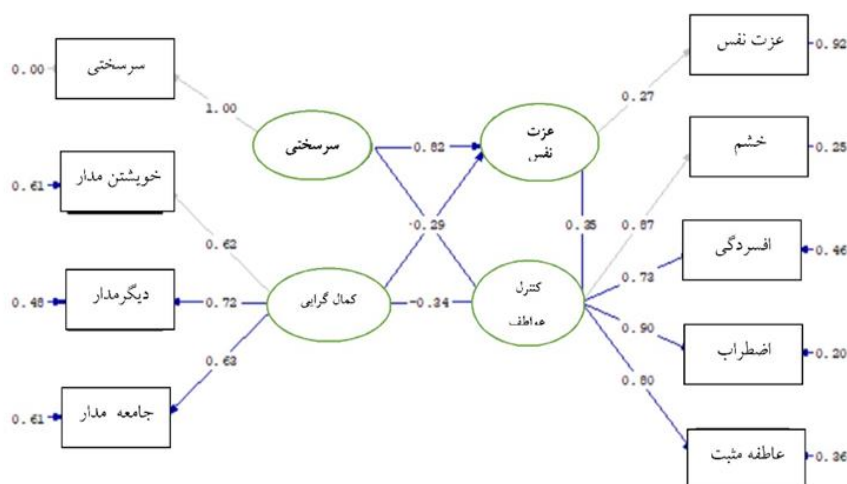 عزت نفس
0.92
سرسختی
0.00
0.27
1.00
سرسختی
0.82
عزت
نفس
خشم
0.25
خویشتن مدار
0.61
0.62
-0.29
0.35
0.87
افسردگی
0.46
0.73
دیگرمدار
0.48
0.72
کمال گرایی
-0.34
کنترل
عواطف
0.90
اضطراب
0.20
0.63
0.80
جامعه مدار
0.61
عاطفه مثبت
0.36